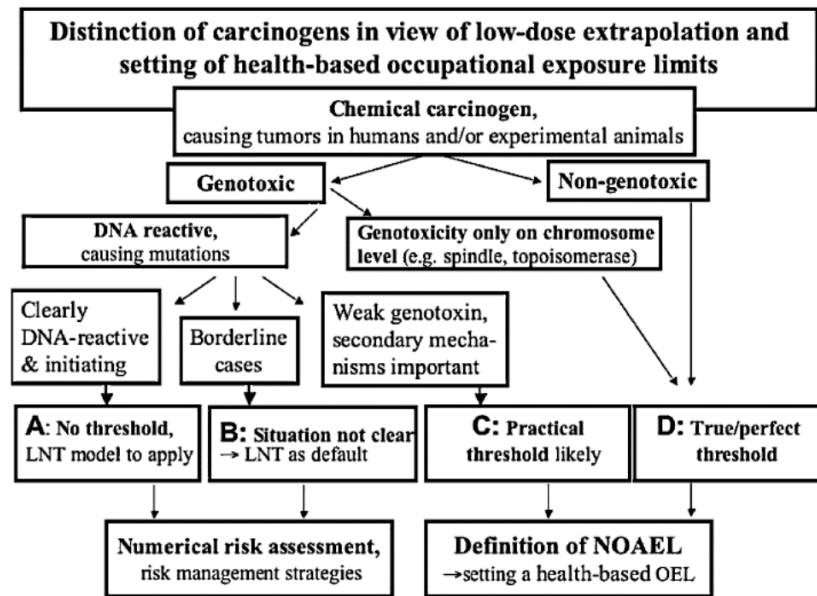 Distinction of carcinogens in view of low-dose extrapolation and
setting of health-based occupational exposure limits
Chemical carcinogen,
causing tumors in humans and/or experimental animals
Genotoxic
Non-genotoxic
DNA reactive,
causing mutations
Genotoxicity only on chromosome
level (e.g. spindle, topoisomerase)
Clearly
DNA-reactive
& initiating
Borderline
cases
Weak genotoxin,
secondary mecha-
nisms important
A: No threshold,
LNT model to apply
B: Situation not clear
→ LNT as default
C: Practical
threshold likely
D: True/perfect
threshold
Numerical risk assessment,
risk management strategies
Definition of NOAEL
→setting a health-based OEL